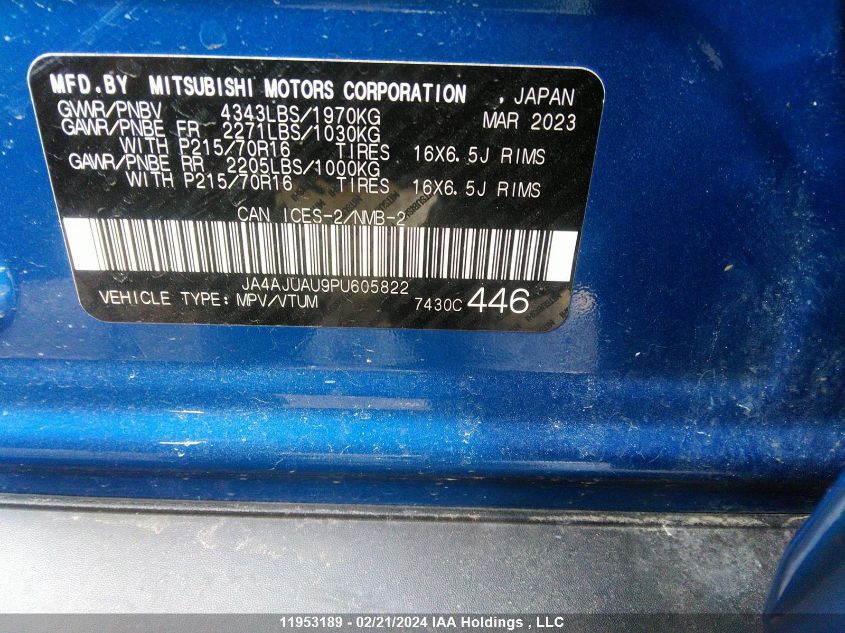 MFD.BY MITSUBISHI MOTORS CORPORATION , JAPAN
GVWR/PNBV 4343LBS/1970KG MAR 2023
GAWR/PNBE FR 2271LBS/1030KG
WITH P215/70R16 TIRES 16X6.5J RIMS
GAWR/PNBE RR 2205LBS/1000KG
WITH P215/70R16 TIRES 16X6.5J RIMS
CAN ICES-2/NMB-2
JA4AJUAU9PU605822
VEHICLE TYPE:MPV/VTUM 7430C 446
11953189 - 02/21/2024 IAA Holdings , LLC